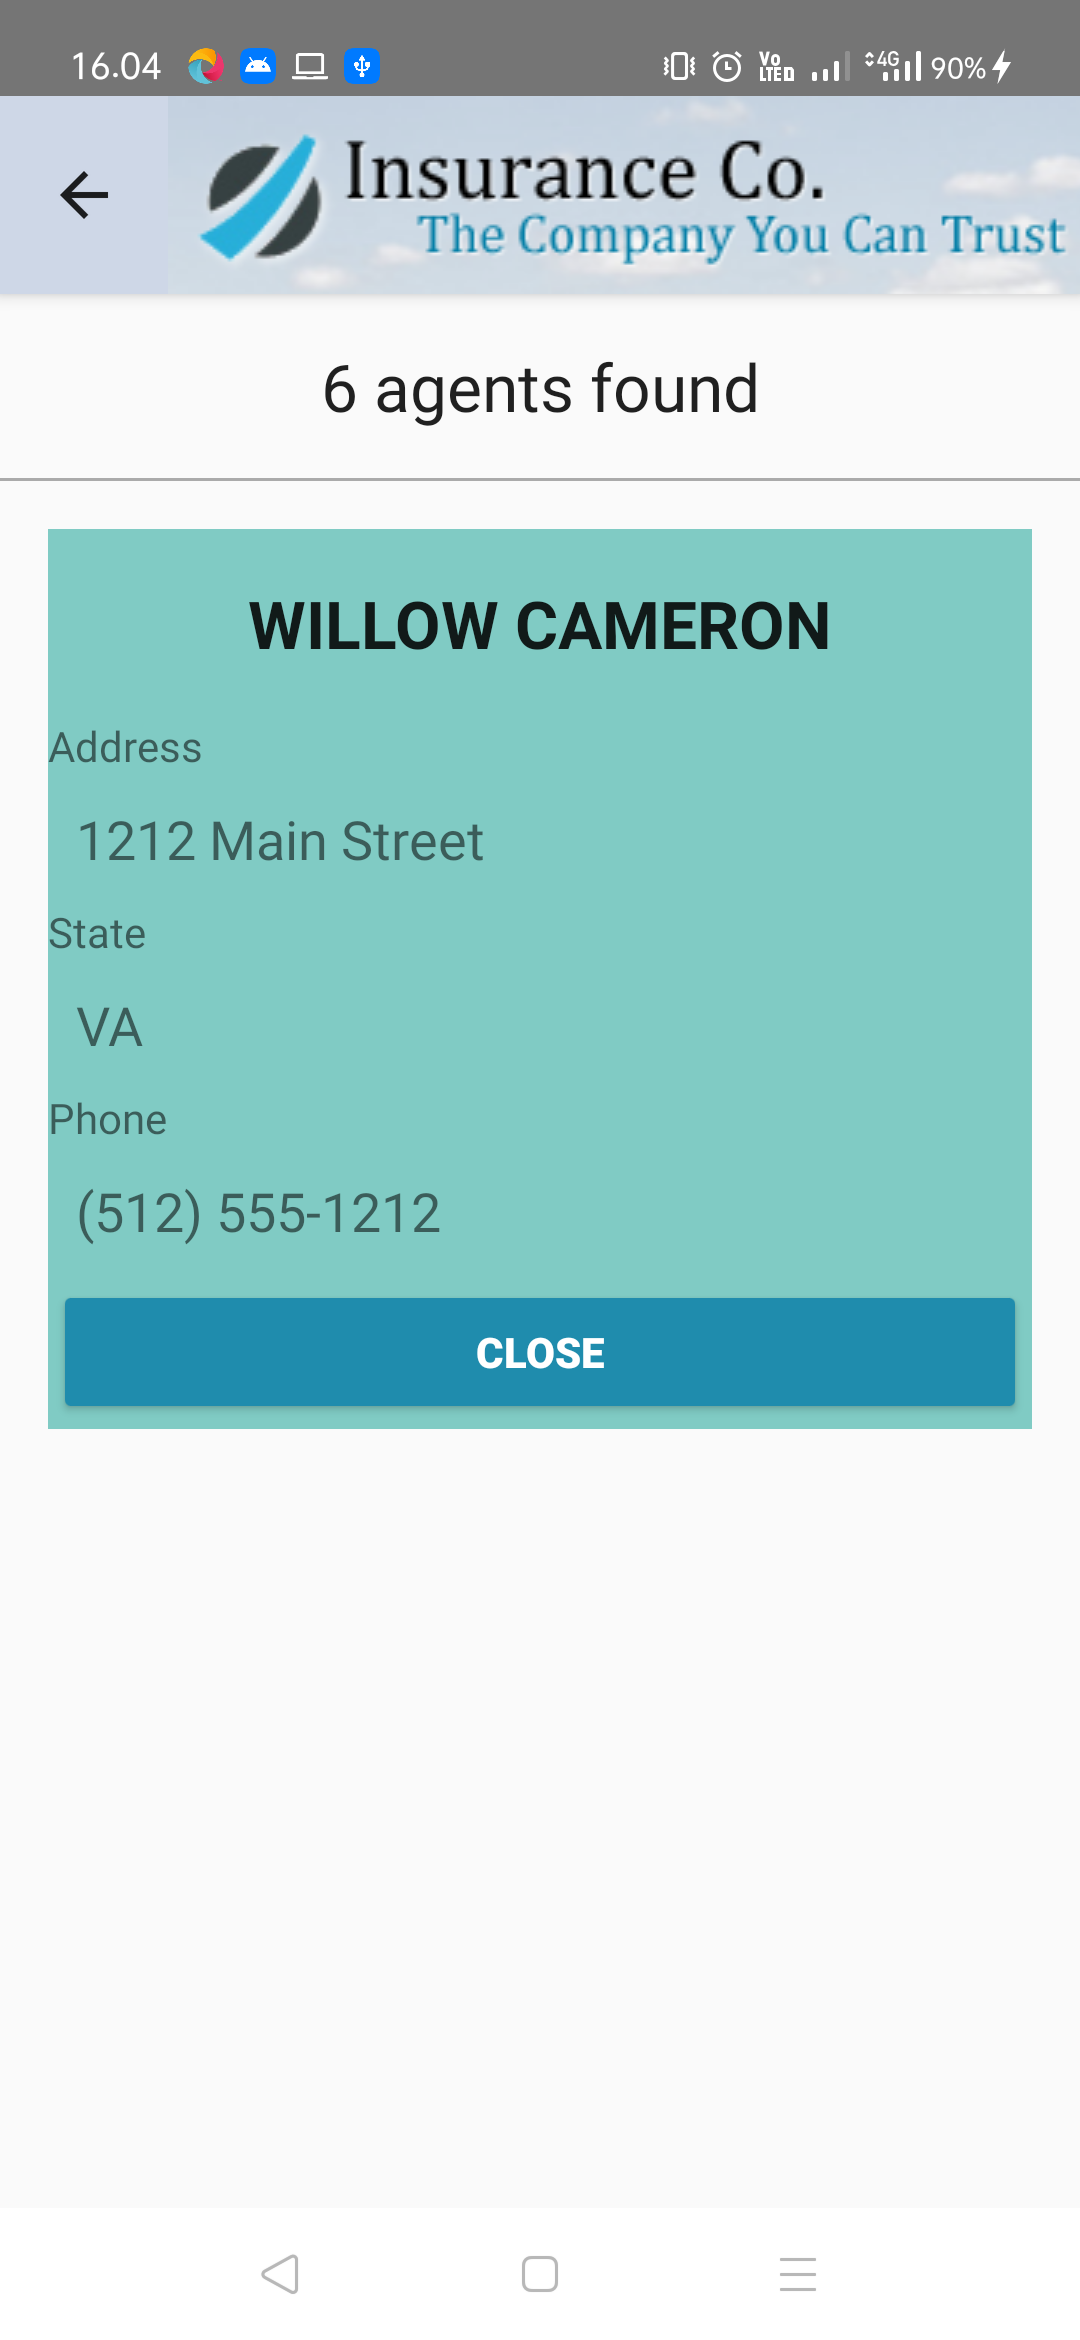 16.04
Vo LTED 4G 90%
Insurance Co.
The Company You Can Trust
6 agents found
WILLOW CAMERON
Address
1212 Main Street
State
VA
Phone
(512) 555-1212
CLOSE